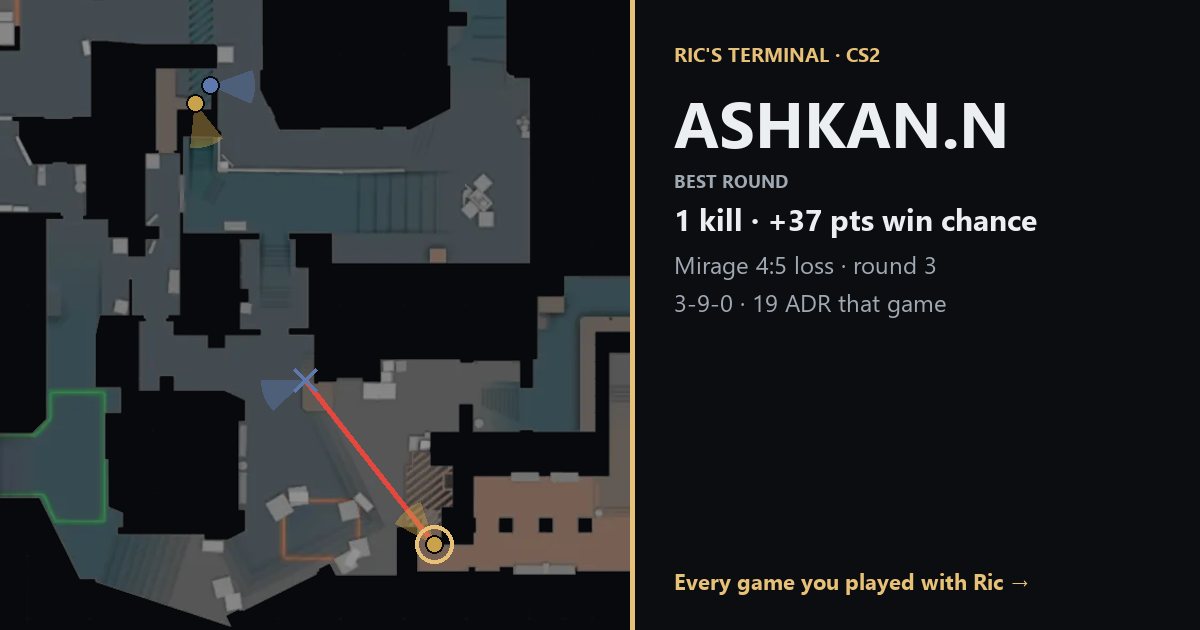 RIC'S TERMINAL · CS2
ASHKAN.N
BEST ROUND
1 kill · +37 pts win chance
Mirage 4:5 loss · round 3
3-9-0 · 19 ADR that game
Every game you played with Ric →